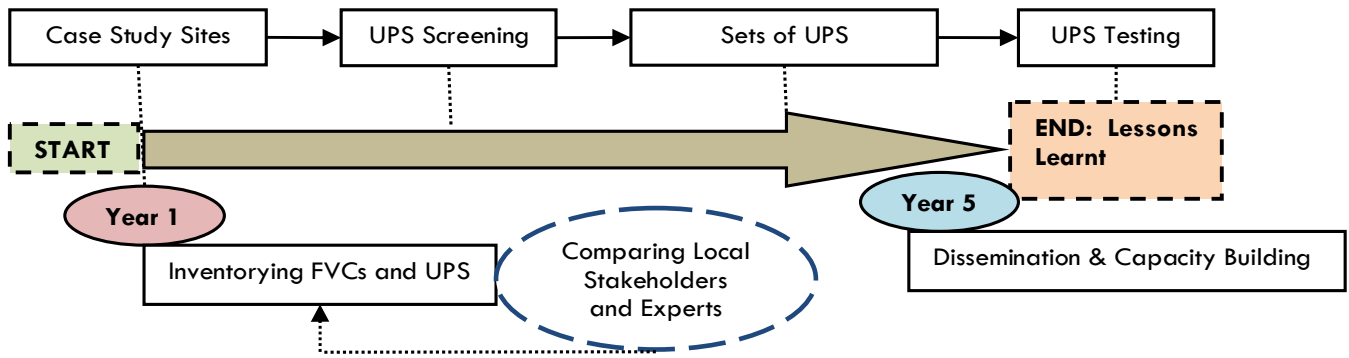 Case Study Sites
UPS Screening
Sets of UPS
UPS Testing
START
END: Lessons
Learnt
Year 1
Year 5
Inventorying FVCs and UPS
Comparing Local
Stakeholders
and Experts
Dissemination & Capacity Building